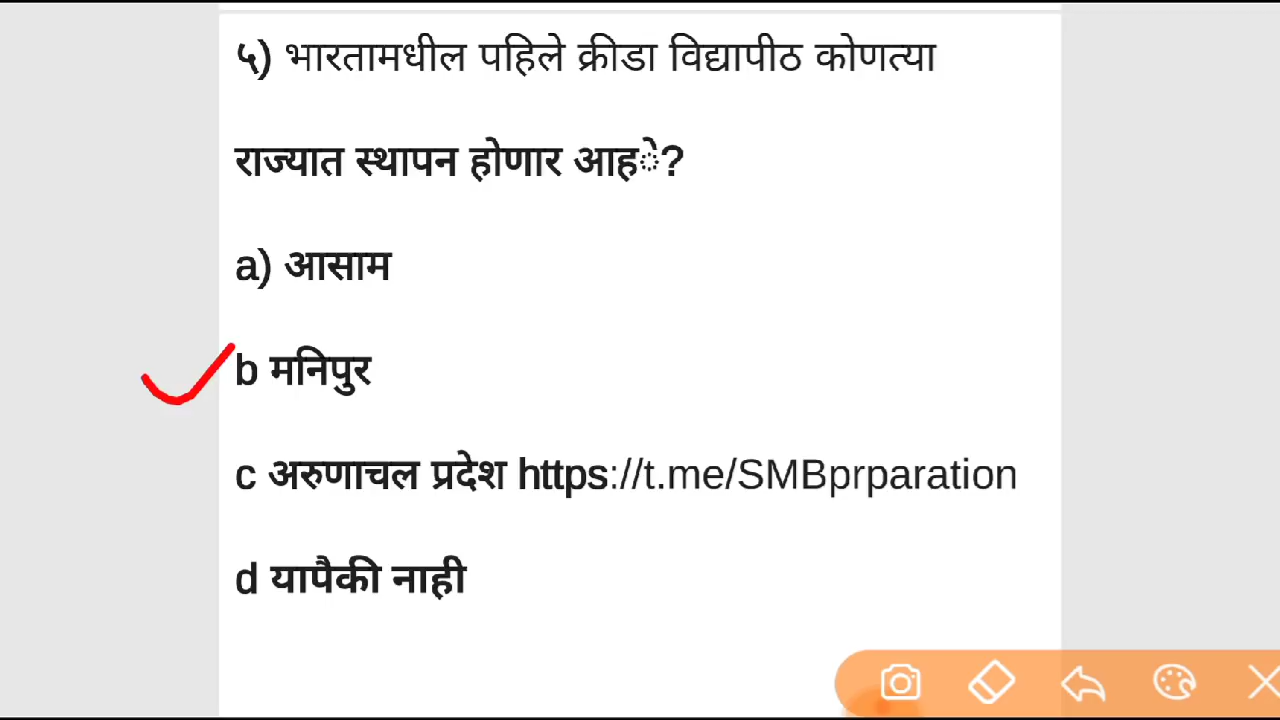 ५) भारतामधील पहिले क्रीडा विद्यापीठ कोणत्या
राज्यात स्थापन होणार आहे?
a) आसाम
b मनिपुर
c अरुणाचल प्रदेश https://t.me/SMBprparation
d यापैकी नाही